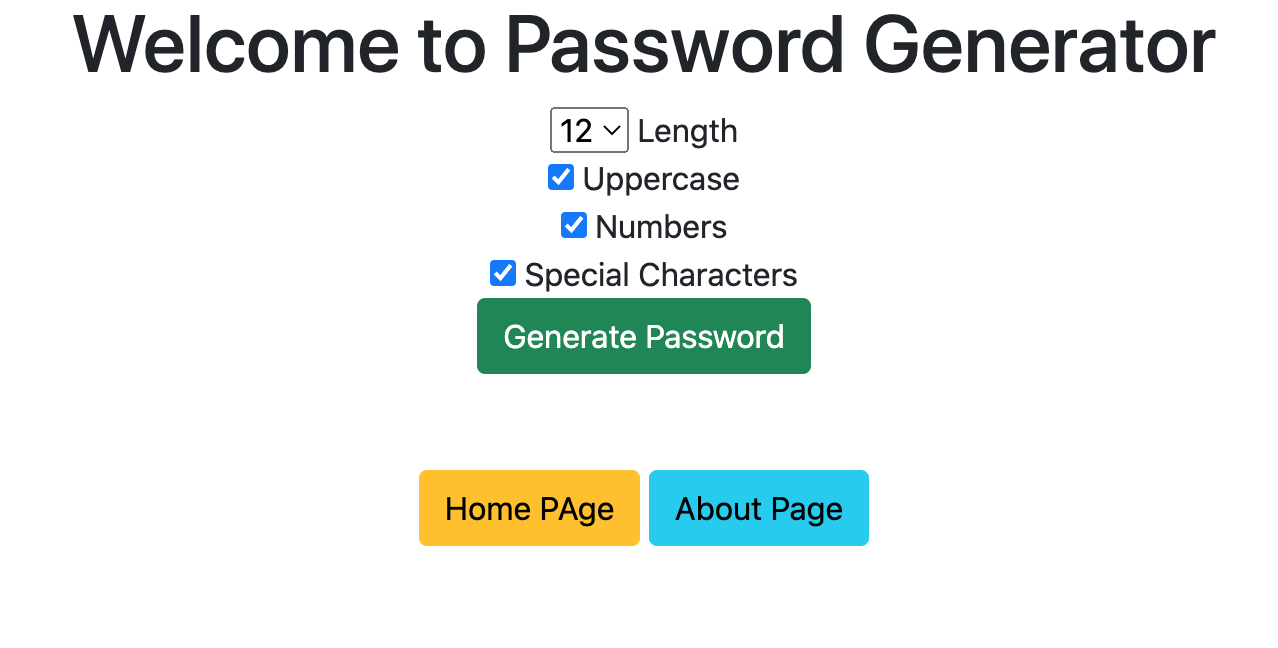 Welcome to Password Generator
12 Length
Uppercase
Numbers
Special Characters
Generate Password
Home PAge About Page